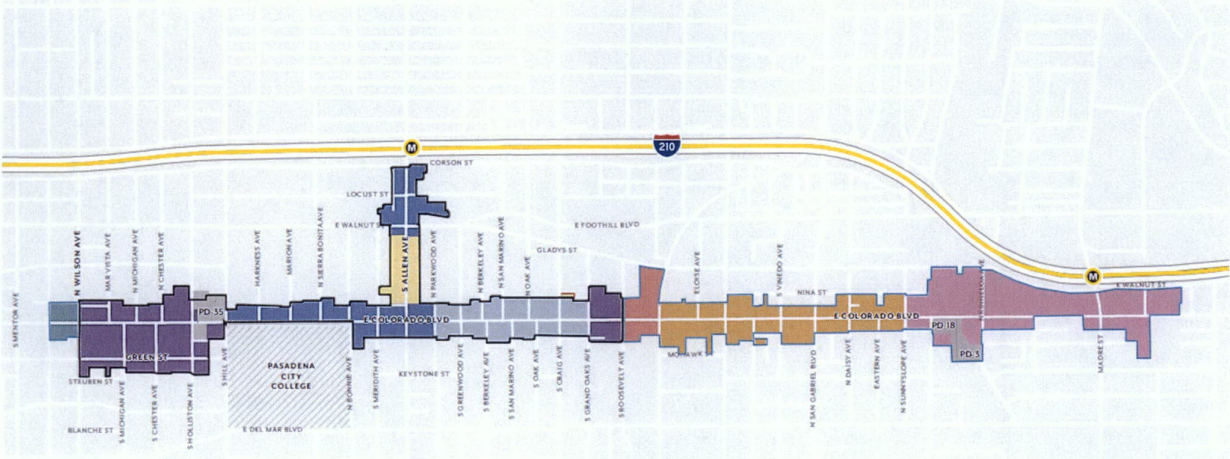 M
210
M
CORSON ST
LOCUST ST
E WALNUT S
E FOOTHILL BLVD
GLADYS ST
S MENTOR AVE
N WILSON AVE
MAR VISTA AVE
N MICHIGAN AVE
N CHESTER AVE
HARKNESS AVE
MARION AVE
N SIERRA BONITA AVE
S ALLEN AVE
N PARKWOOD AVE
N BERKELEY AVE
N SAN MARINO AVE
N OAK AVE
ELOISE AVE
S VINEDO AVE
NINA ST
E WALNUT ST
PD 35
E COLORADO BLVD
E COLORADO BLVD
PD 18
PD 3
GREEN ST
MOHAWK ST
MADRE ST
PASADENA
CITY
COLLEGE
STEUBEN ST
S MICHIGAN AVE
S CHESTER AVE
S HOLLISTON AVE
S HILL AVE
N BONNIE AVE
S MERIDITH AVE
KEYSTONE ST
S GREENWOOD AVE
S BERKELEY AVE
S SAN MARINO AVE
S OAK AVE
S CRAIG AVE
S GRAND OAKS AVE
S ROOSEVELT AVE
N SAN GABRIEL BLVD
N DAISY AVE
EASTERN AVE
N SUNNYSLOPE AVE
BLANCHE ST
E DEL MAR BLVD